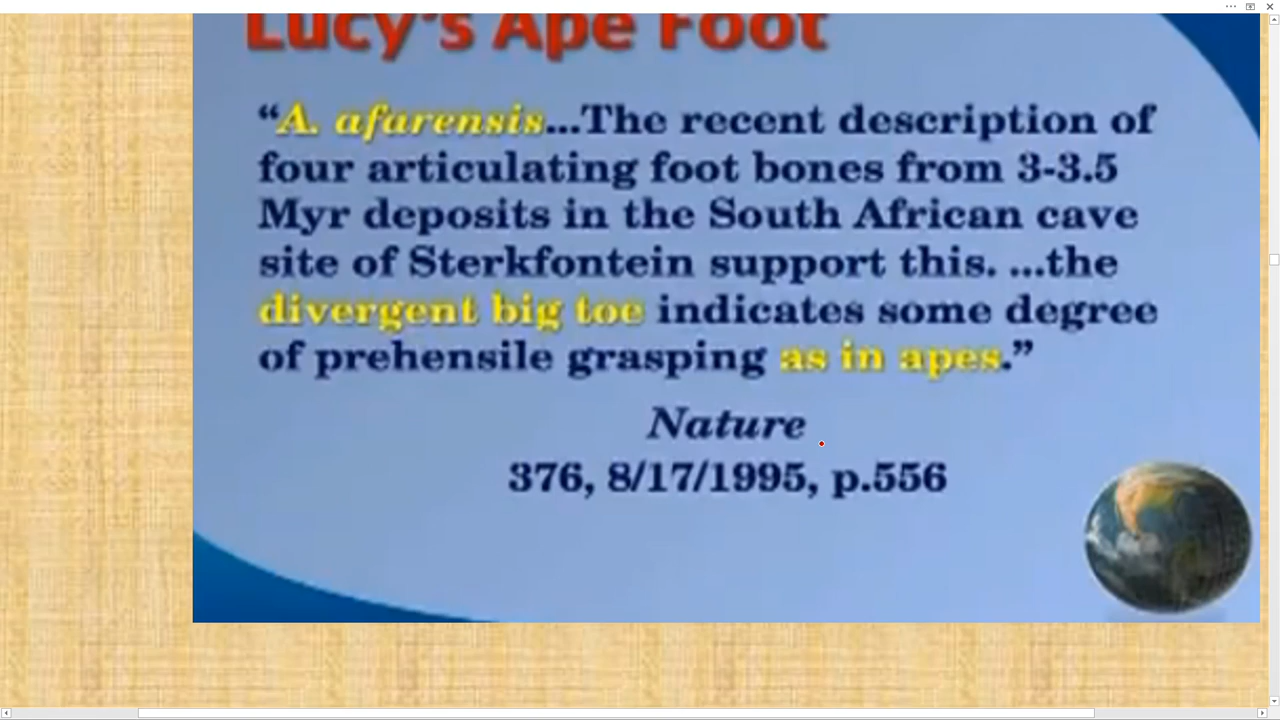 Lucy's Ape Foot
“A. afarensis...The recent description of
four articulating foot bones from 3-3.5
Myr deposits in the South African cave
site of Sterkfontein support this. ...the
divergent big toe indicates some degree
of prehensile grasping as in apes.”
Nature
376, 8/17/1995, p.556